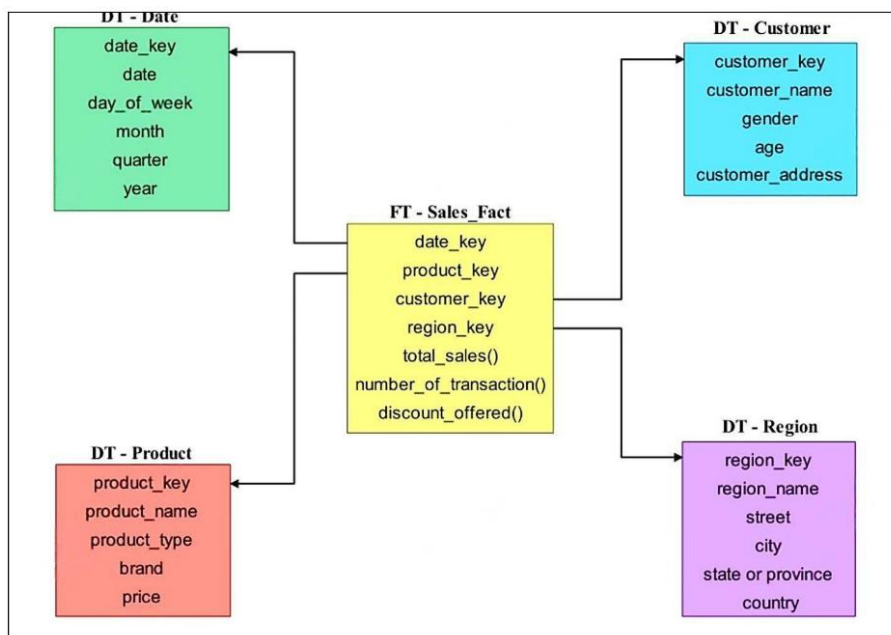 DT - Date
date_key
date
day_of_week
month
quarter
year
DT - Customer
customer_key
customer_name
gender
age
customer_address
FT - Sales_Fact
date_key
product_key
customer_key
region_key
total_sales()
number_of_transaction()
discount_offered()
DT - Product
product_key
product_name
product_type
brand
price
DT - Region
region_key
region_name
street
city
state or province
country